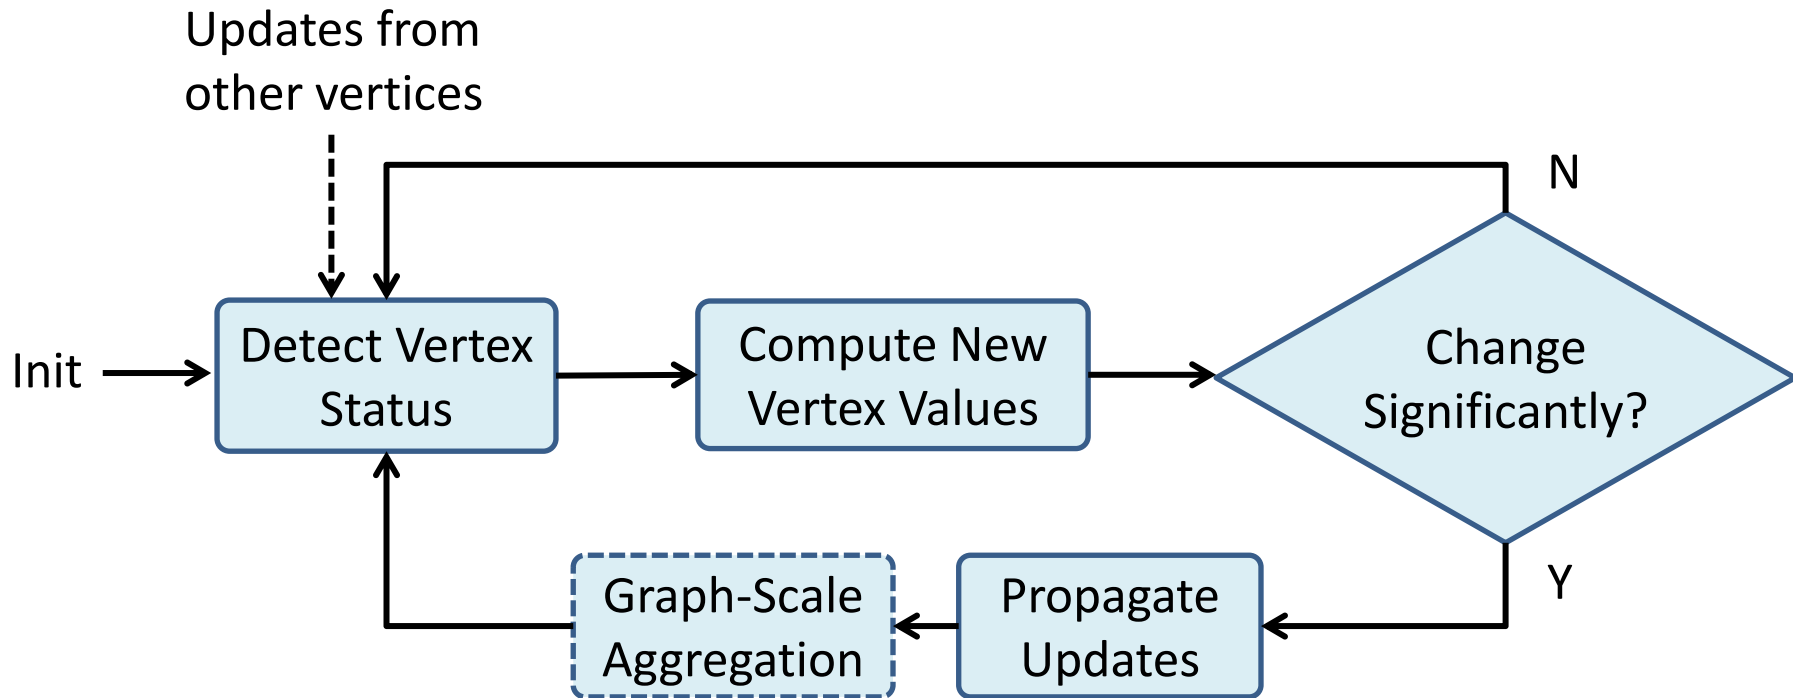 Updates from
other vertices
N
Init
Detect Vertex
Status
Compute New
Vertex Values
Change
Significantly?
Y
Graph-Scale
Aggregation
Propagate
Updates